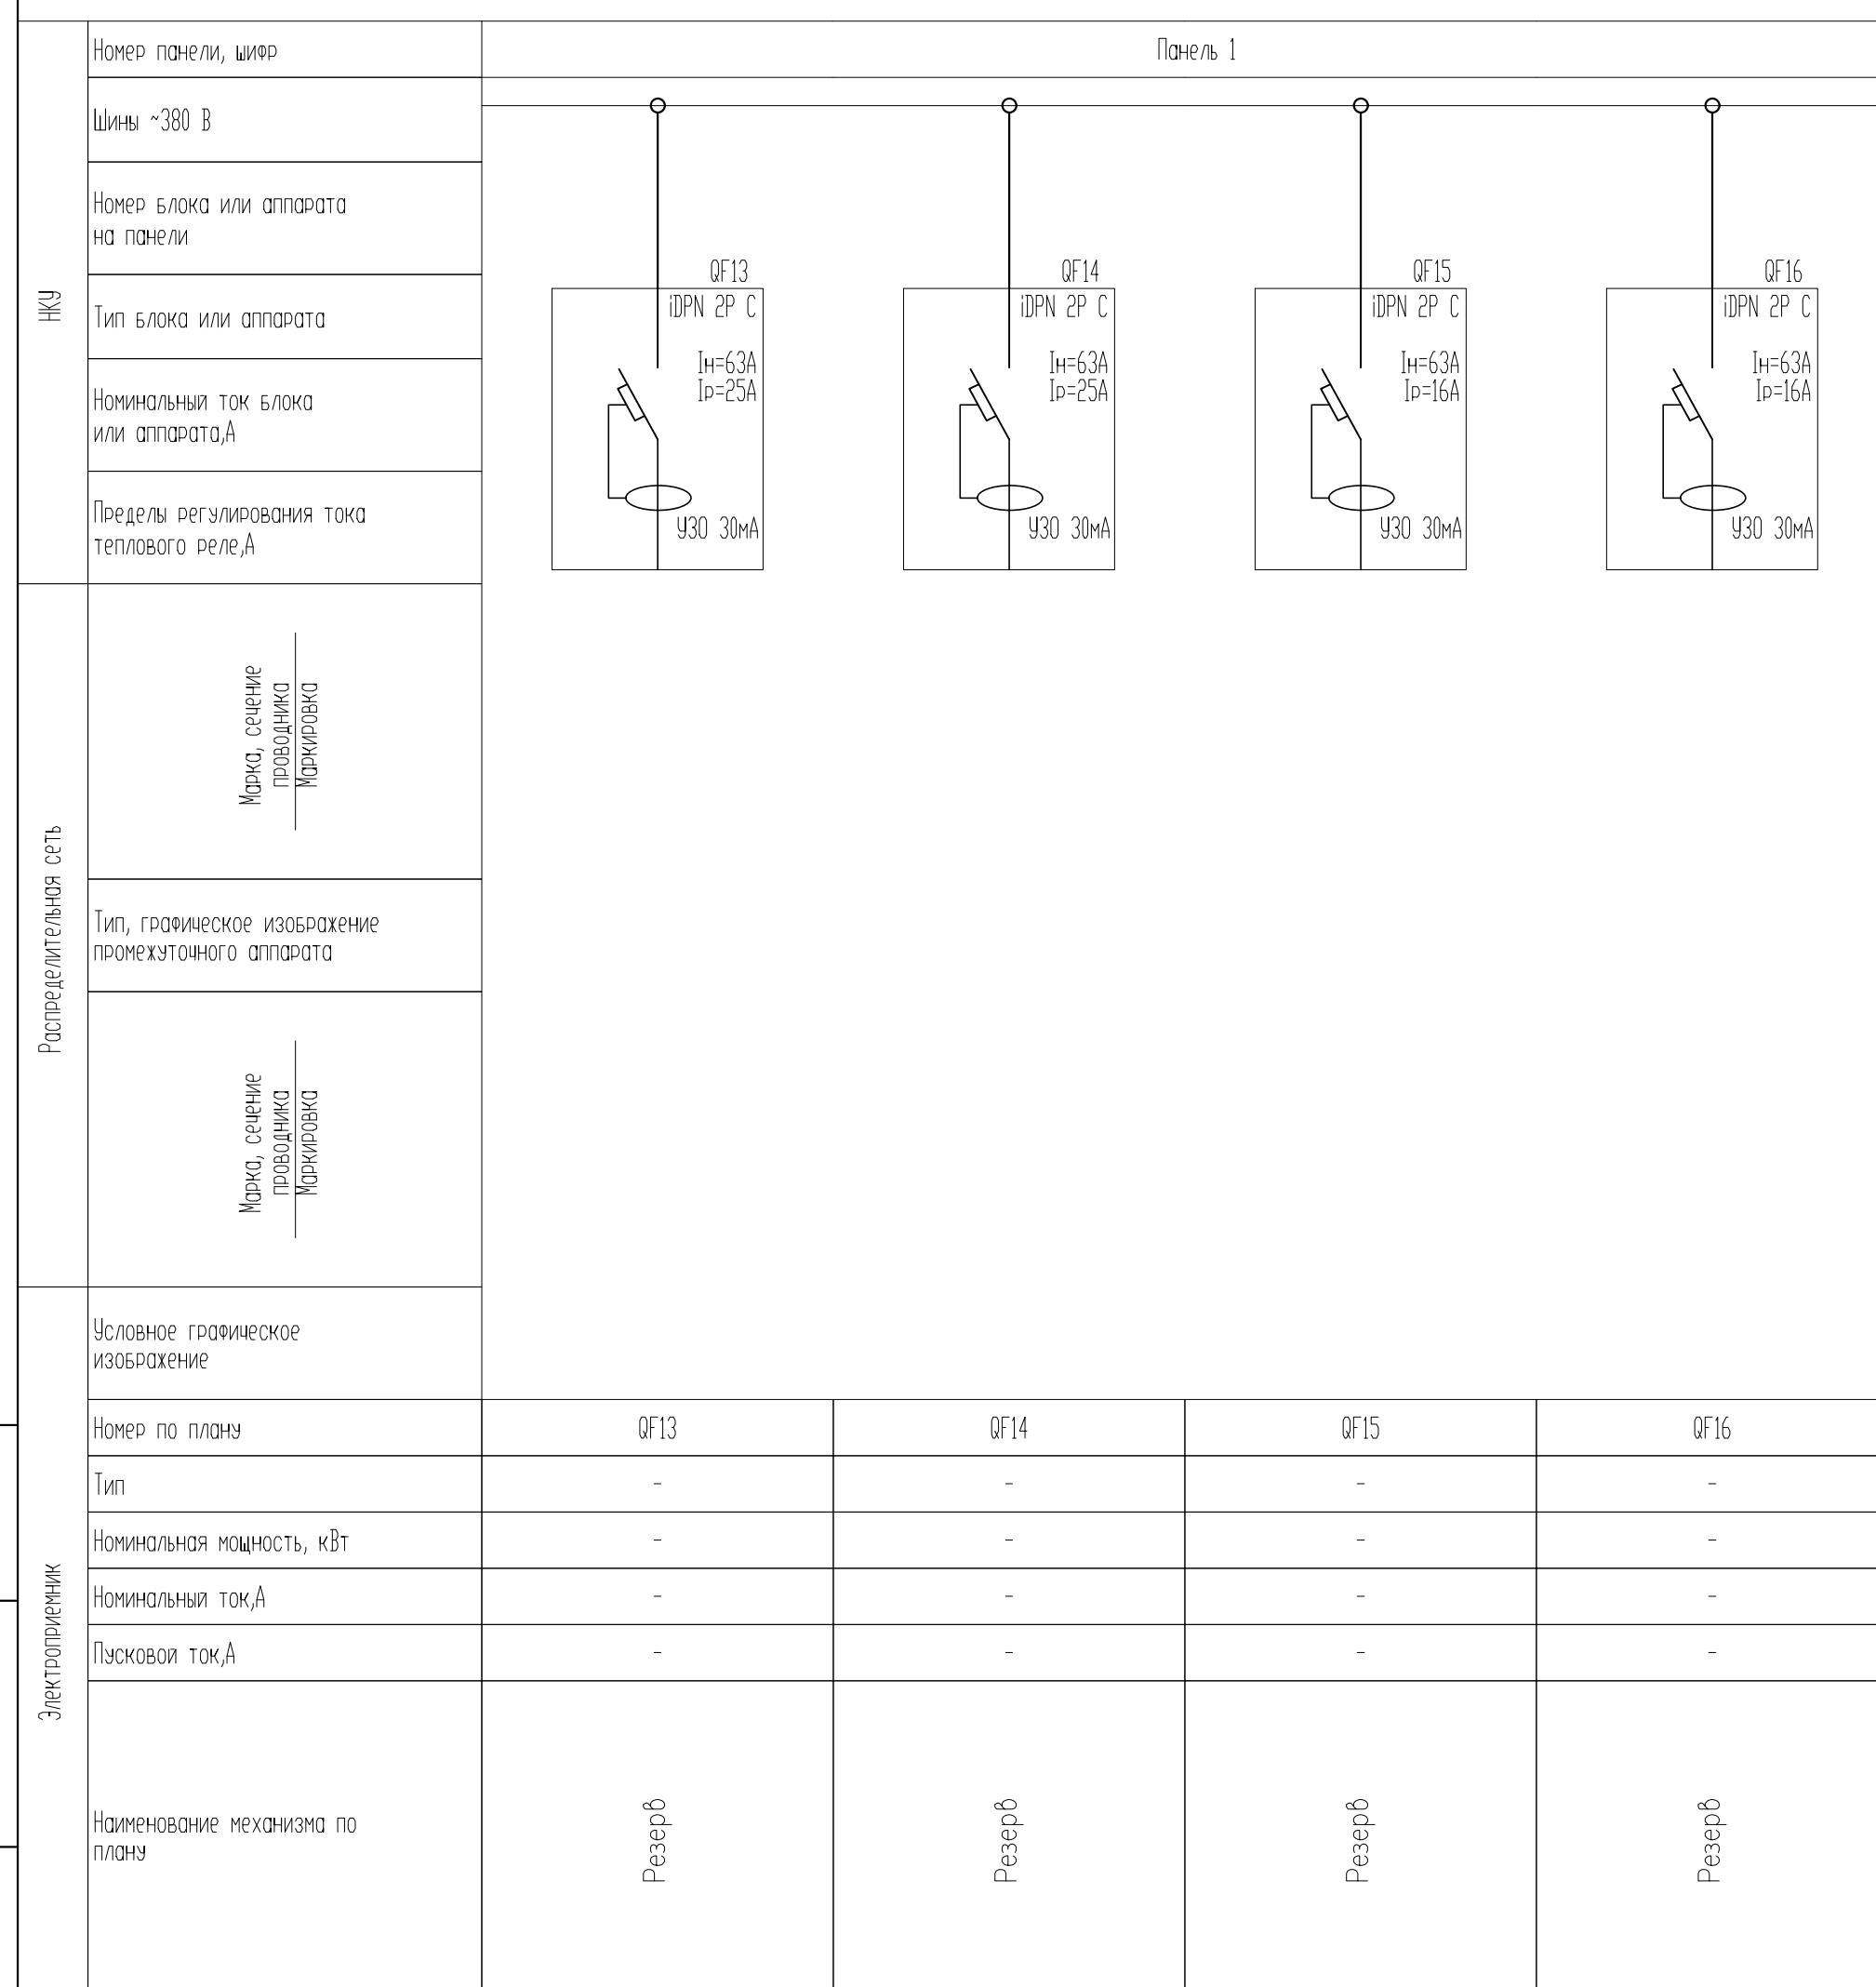 Номер панели, шифр
Панель 1
Шины ~380 В
Номер блока или аппарата
на панели
НКУ
QF13
QF14
QF15
QF16
Тип блока или аппарата
iDPN 2P C
iDPN 2P C
iDPN 2P C
iDPN 2P C
Номинальный ток блока
или аппарата,А
Iн=63А
Iр=25А
Iн=63А
Iр=25А
Iн=63А
Iр=16А
Iн=63А
Iр=16А
Пределы регулирования тока
теплового реле,А
УЗО 30мА
УЗО 30мА
УЗО 30мА
УЗО 30мА
Распределительная сеть
Марка, сечение
проводника
Маркировка
Тип, графическое изображение
промежуточного аппарата
Марка, сечение
проводника
Маркировка
Электроприемник
Условное графическое
изображение
Номер по плану
QF13
QF14
QF15
QF16
Тип
-
-
-
-
Номинальная мощность, кВт
-
-
-
-
Номинальный ток,А
-
-
-
-
Пусковой ток,А
-
-
-
-
Наименование механизма по
плану
Резерв
Резерв
Резерв
Резерв